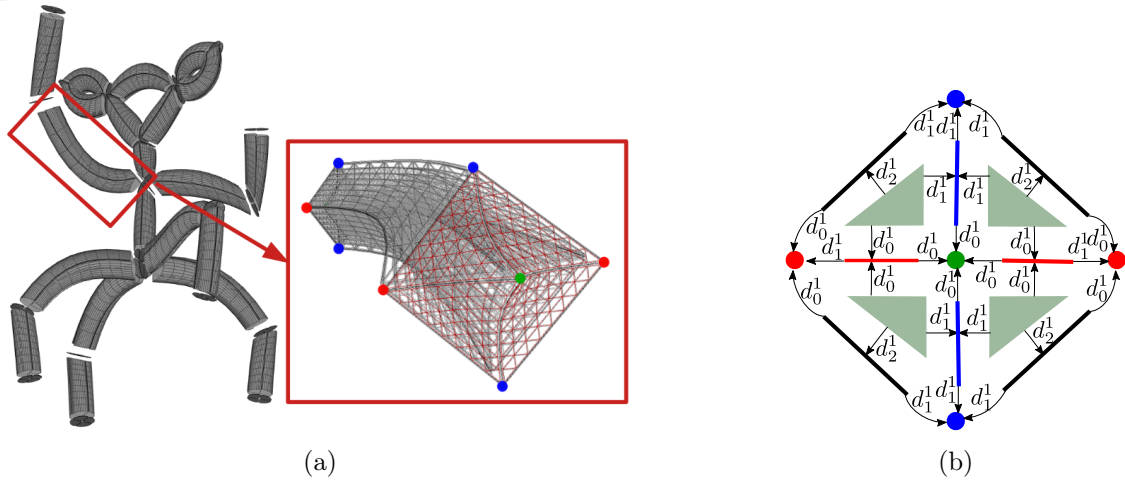 d_1^1 d_1^1 d_1^1
d_2^1 d_1^1 d_1^1 d_2^1
d_0^1 d_1^1 d_0^1 d_0^1 d_0^1 d_1^1 d_0^1
d_0^1 d_0^1 d_0^1 d_0^1 d_0^1 d_0^1
d_2^1 d_1^1 d_1^1 d_2^1
d_1^1 d_1^1 d_1^1
(a) (b)